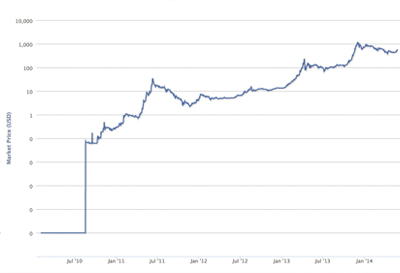 10,000
1,000
100
10
1
0
0
0
0
0
Market Price (USD)
Jul '10
Jan '11
Jul '11
Jan '12
Jul '12
Jan '13
Jul '13
Jan '14